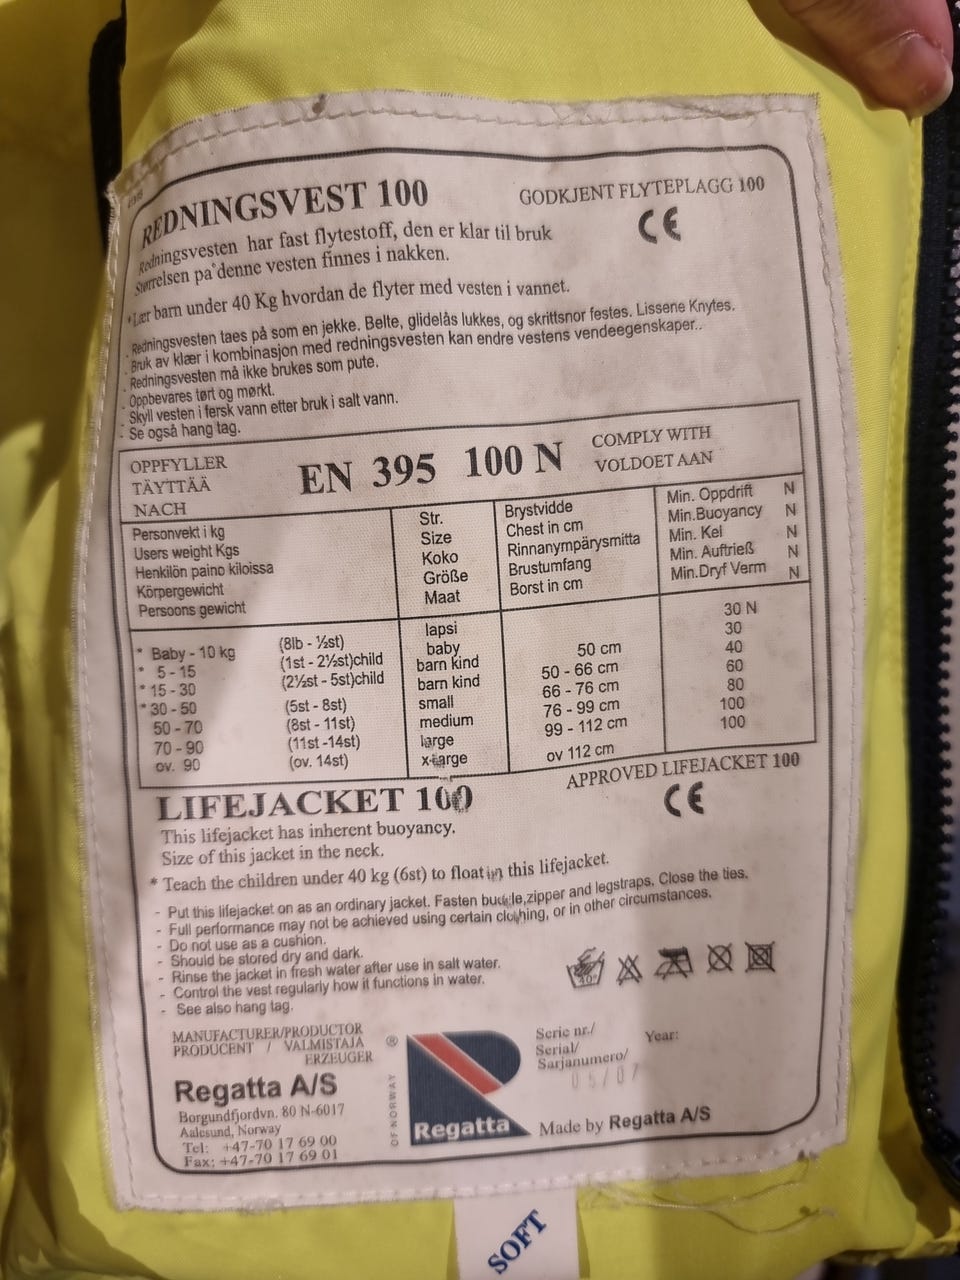 REDNINGSVEST 100
GODKJENT FLYTEPLAGG 100
CE
Redningsvesten har fast flytestoff, den er klar til bruk
Størrelsen på denne vesten finnes i nakken.
*Lær barn under 40 Kg hvordan de flyter med vesten i vannet.
- Redningsvesten taes på som en jekke. Belte, glidelås lukkes, og skrittsnor festes. Lissene Knytes.
- Bruk av klær i kombinasjon med redningsvesten kan endre vestens vendeegenskaper..
- Redningsvesten må ikke brukes som pute.
- Oppbevares tørt og mørkt.
- Skyll vesten i fersk vann etter bruk i salt vann.
- Se også hang tag.
OPPFYLLER
TÄYTTÄÄ
NACH
EN 395 100 N
COMPLY WITH
VOLDOET AAN
Personvekt i kg
Users weight Kgs
Henkilön paino kiloissa
Körpergewicht
Persoons gewicht
Str.
Size
Koko
Größe
Maat
Brystvidde
Chest in cm
Rinnanympärysmitta
Brustumfang
Borst in cm
Min. Oppdrift N
Min.Buoyancy N
Min. Kel N
Min. Auftrieß N
Min.Dryf Verm N
lapsi 30 N
* Baby - 10 kg (8lb - ½st) baby 50 cm 30
* 5 - 15 (1st - 2½st)child barn kind 50 - 66 cm 40
* 15 - 30 (2½st - 5st)child barn kind 66 - 76 cm 60
* 30 - 50 (5st - 8st) small 76 - 99 cm 80
50 - 70 (8st - 11st) medium 99 - 112 cm 100
70 - 90 (11st -14st) large 100
ov. 90 (ov. 14st) x-Large ov 112 cm
LIFEJACKET 100
APPROVED LIFEJACKET 100
CE
This lifejacket has inherent buoyancy.
Size of this jacket in the neck.
* Teach the children under 40 kg (6st) to float in this lifejacket.
- Put this lifejacket on as an ordinary jacket. Fasten buckle,zipper and legstraps. Close the ties.
- Full performance may not be achieved using certain clothing, or in other circumstances.
- Do not use as a cushion.
- Should be stored dry and dark.
- Rinse the jacket in fresh water after use in salt water.
- Control the vest regularly how it functions in water.
- See also hang tag.
40°
MANUFACTURER/PRODUCTOR
PRODUCENT / VALMISTAJA
ERZEUGER
Regatta A/S
Borgundfjordvn. 80 N-6017
Aalesund, Norway
Tel: +47-70 17 69 00
Fax: +47-70 17 69 01
®
OF NORWAY
Regatta
Serie nr./
Serial/
Sarjanumero/
Year:
05/07
Made by Regatta A/S
SOFT